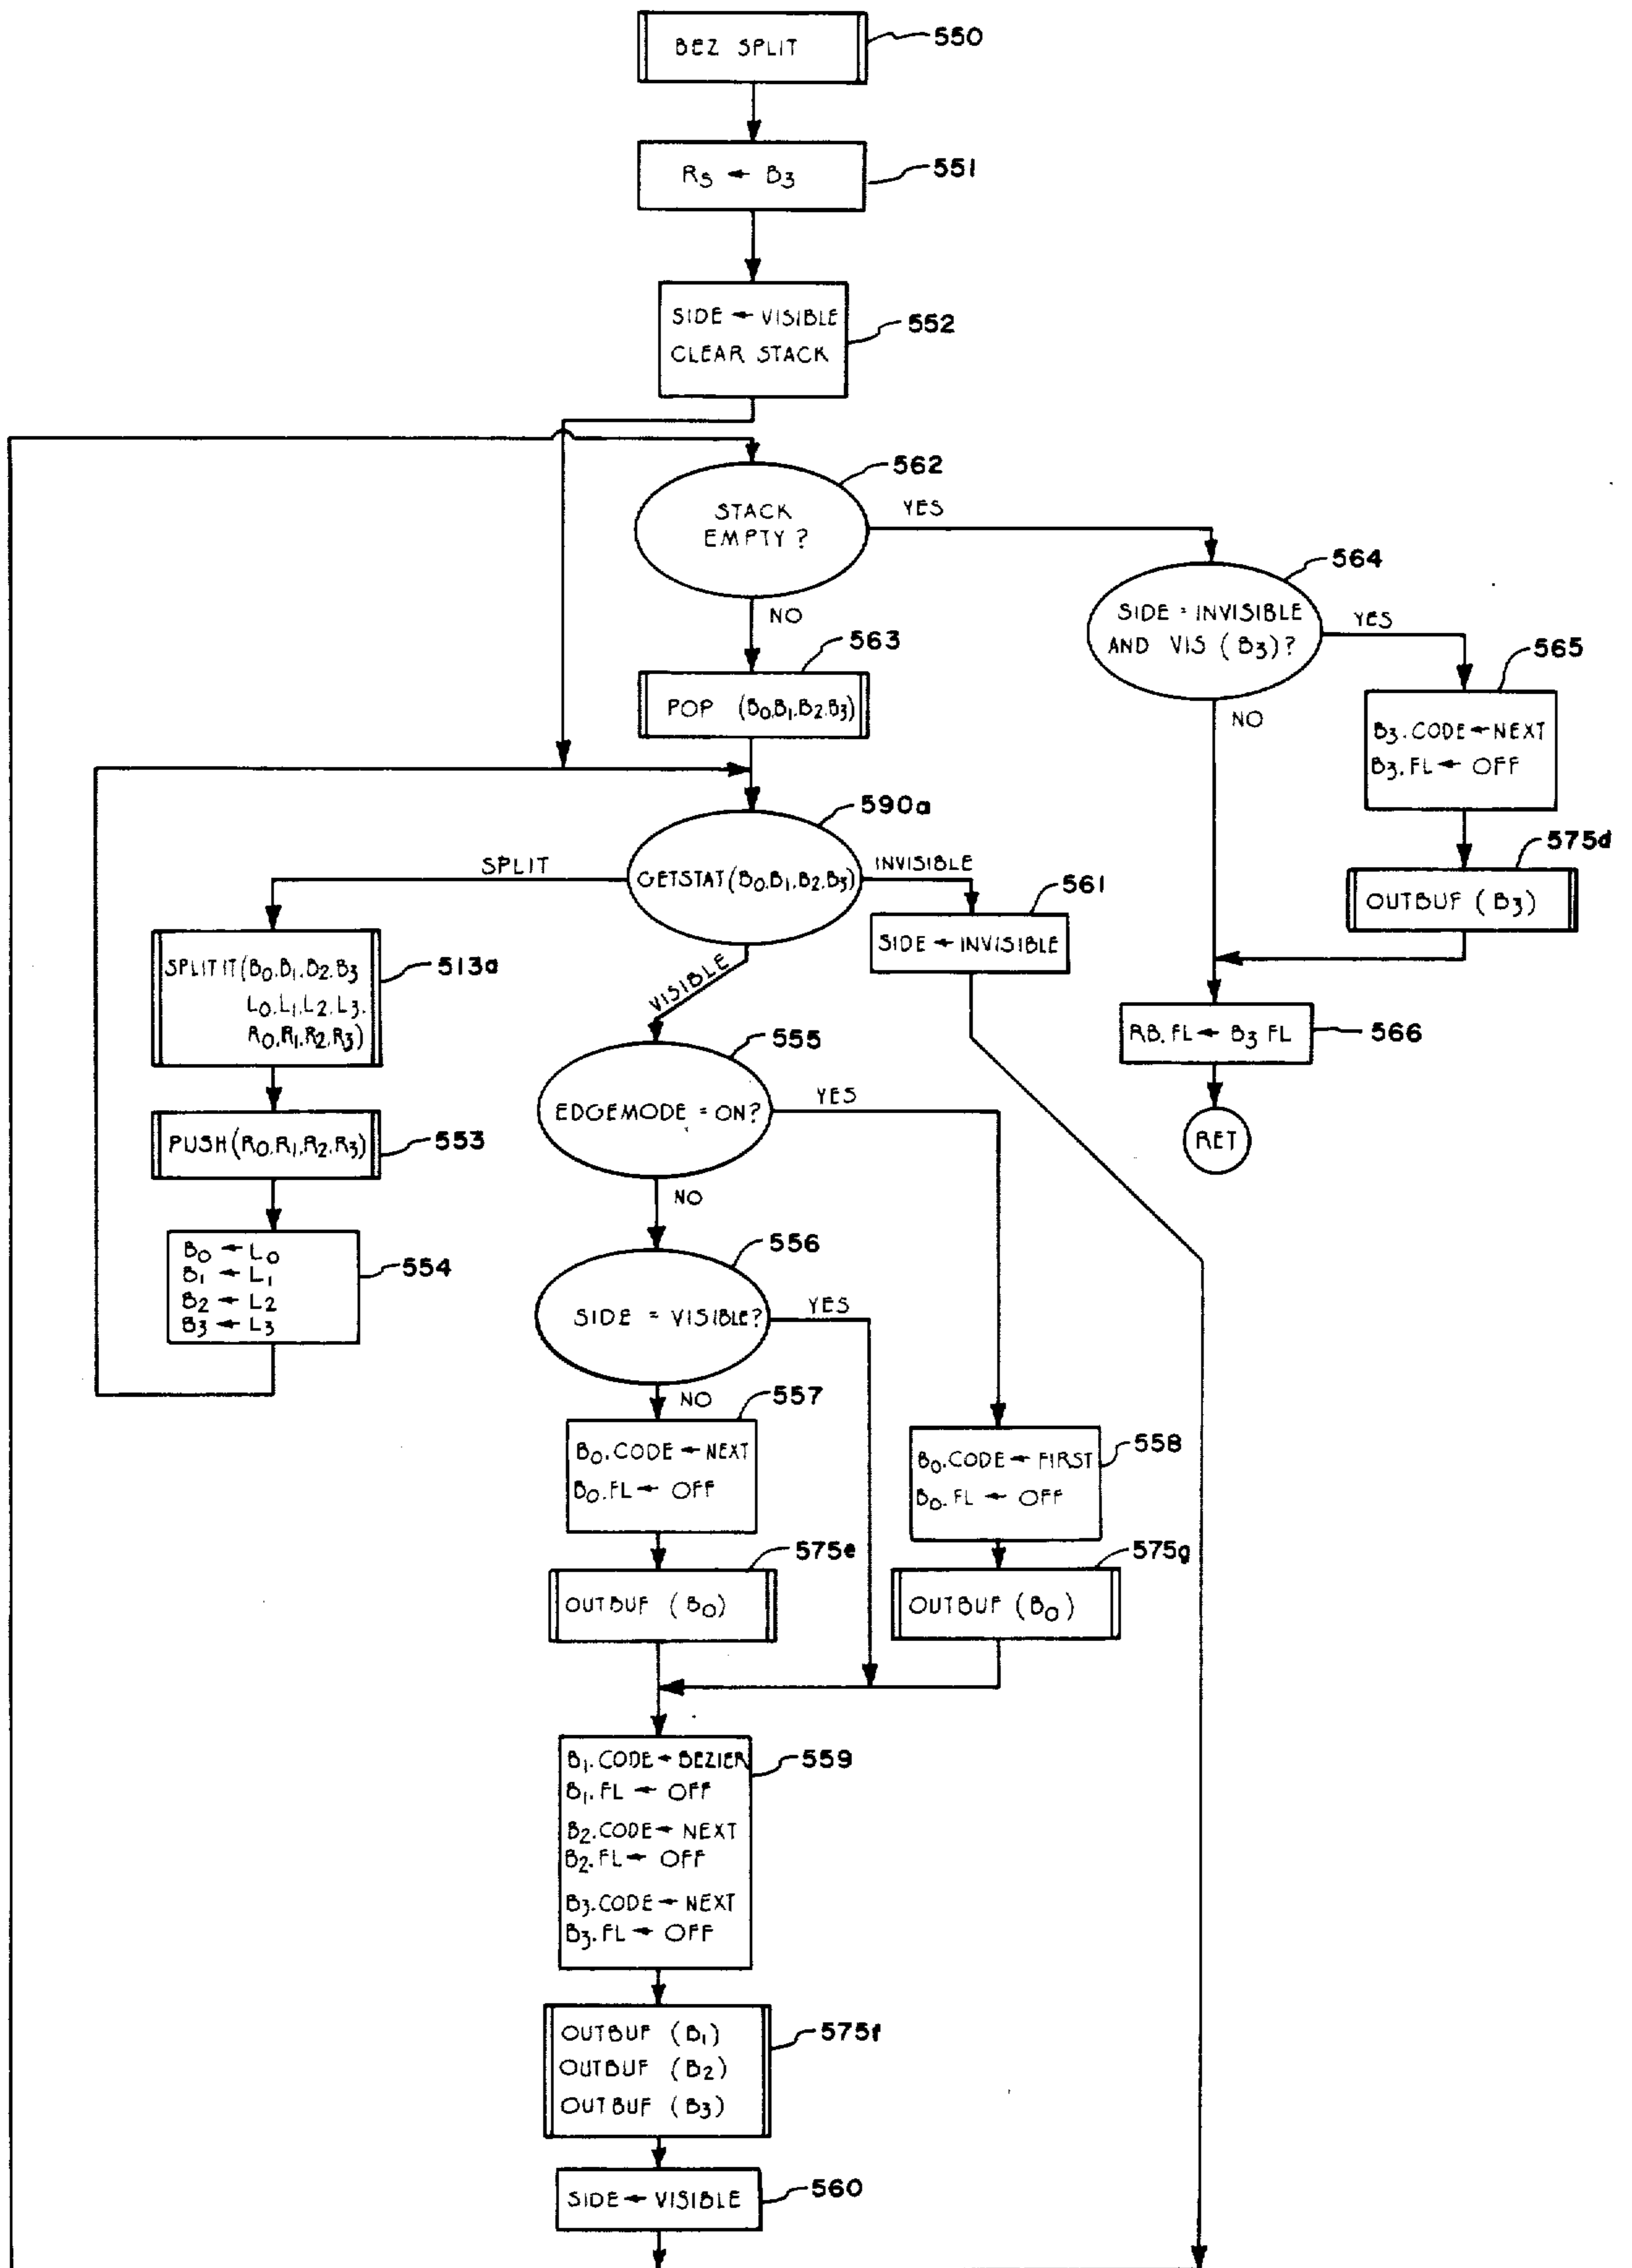 BEZ SPLIT
550
R₅ ← B₃
551
SIDE ← VISIBLE
CLEAR STACK
552
562
STACK
EMPTY ?
YES
NO
564
SIDE = INVISIBLE
AND VIS (B₃)?
YES
NO
563
POP (B₀,B₁,B₂,B₃)
565
B₃.CODE ← NEXT
B₃.FL ← OFF
575d
OUTBUF (B₃)
590a
GETSTAT(B₀,B₁,B₂,B₃)
SPLIT
INVISIBLE
VISIBLE
561
SIDE ← INVISIBLE
RB.FL ← B₃ FL
566
RET
SPLITIT(B₀,B₁,B₂,B₃
L₀,L₁,L₂,L₃,
R₀,R₁,R₂,R₃)
513a
PUSH(R₀,R₁,R₂,R₃)
553
B₀ ← L₀
B₁ ← L₁
B₂ ← L₂
B₃ ← L₃
554
555
EDGEMODE = ON?
YES
NO
556
SIDE = VISIBLE?
YES
NO
557
B₀.CODE ← NEXT
B₀.FL ← OFF
558
B₀.CODE ← FIRST
B₀.FL ← OFF
575e
OUTBUF (B₀)
575g
OUTBUF (B₀)
B₁.CODE ← BEZIER
B₁.FL ← OFF
B₂.CODE ← NEXT
B₂.FL ← OFF
B₃.CODE ← NEXT
B₃.FL ← OFF
559
OUTBUF (B₁)
OUTBUF (B₂)
OUTBUF (B₃)
575f
SIDE ← VISIBLE
560